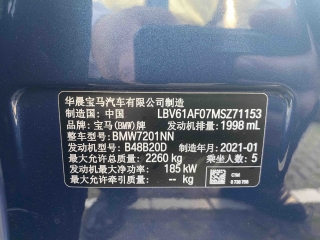 华晨宝马汽车有限公司制造
制造国：中国 LBV61AF07MSZ71153
品牌：宝马(BMW)牌 发动机排量：1998 mL
整车型号：BMW7201NN
发动机型号：B48B20D 制造年月：2021-01
最大允许总质量：2260 kg 乘坐人数：5
发动机最大净功率：185 kW
最大允许牵引质量：-- kg